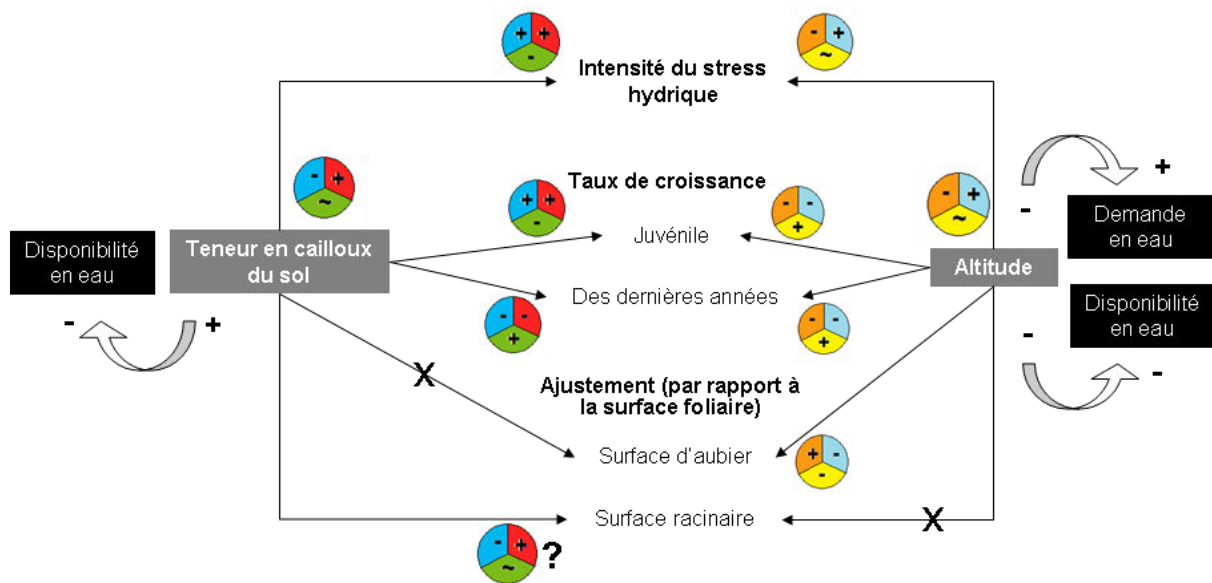 + + -
- + ~
Intensité du stress
hydrique
- + ~
+ + -
Taux de croissance
- - +
- + ~
+
-
Demande
en eau
Disponibilité
en eau
Teneur en cailloux
du sol
Juvénile
Altitude
Des dernières années
Disponibilité
en eau
- +
- - +
- - +
-
-
X
Ajustement (par rapport à
la surface foliaire)
Surface d'aubier
+ - -
Surface racinaire
X
- + ~ ?